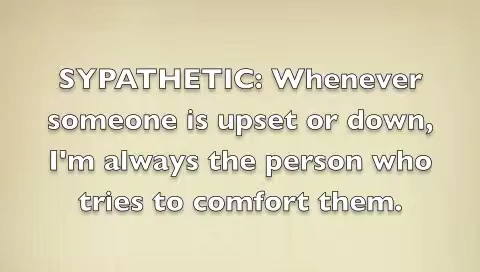 SYPATHETIC: Whenever
someone is upset or down,
I'm always the person who
tries to comfort them.